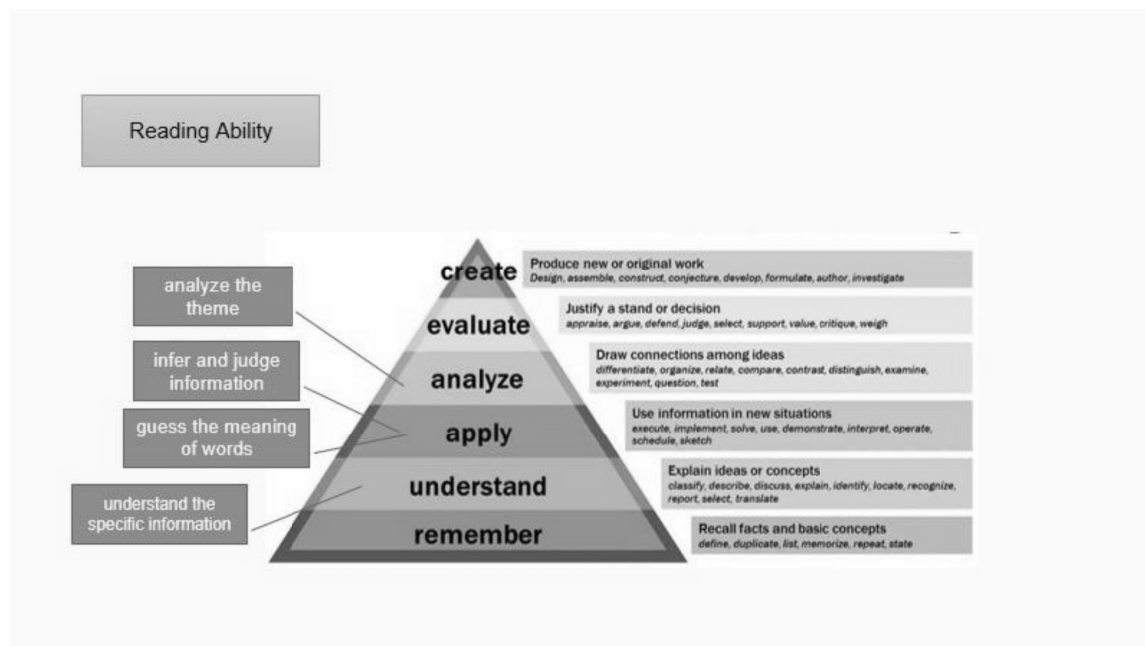 Reading Ability
analyze the
theme
infer and judge
information
guess the meaning
of words
understand the
specific information
create
evaluate
analyze
apply
understand
remember
Produce new or original work
Design, assemble, construct, conjecture, develop, formulate, author, investigate
Justify a stand or decision
appraise, argue, defend, judge, select, support, value, critique, weigh
Draw connections among ideas
differentiate, organize, relate, compare, contrast, distinguish, examine,
experiment, question, test
Use information in new situations
execute, implement, solve, use, demonstrate, interpret, operate,
schedule, sketch
Explain ideas or concepts
classify, describe, discuss, explain, identify, locate, recognize,
report, select, translate
Recall facts and basic concepts
define, duplicate, list, memorize, repeat, state